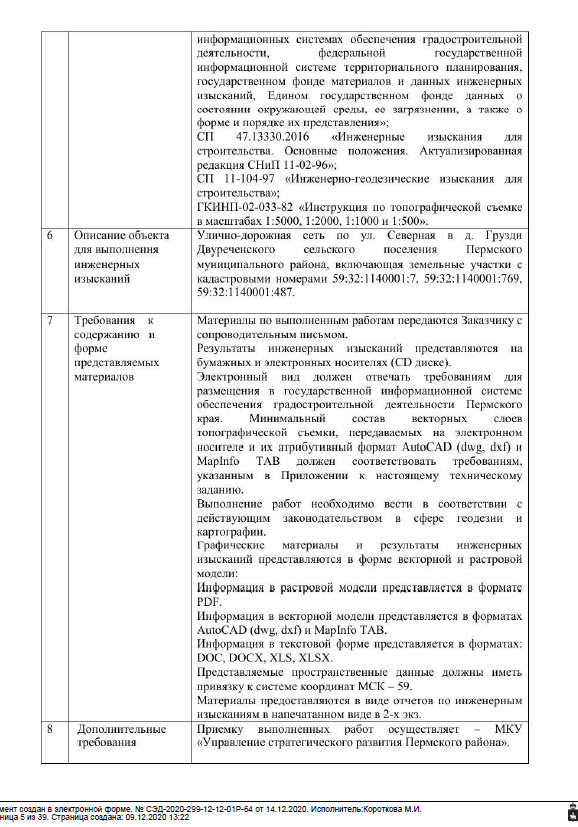 информационных системах обеспечения градостроительной
деятельности, федеральной государственной
информационной системе территориального планирования,
государственном фонде материалов и данных инженерных
изысканий, Едином государственном фонде данных о
состоянии окружающей среды, ее загрязнении, а также о
форме и порядке их представления»;
СП 47.13330.2016 «Инженерные изыскания для
строительства. Основные положения. Актуализированная
редакция СНиП 11-02-96»;
СП 11-104-97 «Инженерно-геодезические изыскания для
строительства»;
ГКИНП-02-033-82 «Инструкция по топографической съемке
в масштабах 1:5000, 1:2000, 1:1000 и 1:500».
6 Описание объекта
для выполнения
инженерных
изысканий
Улично-дорожная сеть по ул. Северная в д. Грузди
Двуреченского сельского поселения Пермского
муниципального района, включающая земельные участки с
кадастровыми номерами 59:32:1140001:7, 59:32:1140001:769,
59:32:1140001:487.
7 Требования к
содержанию и
форме
представляемых
материалов
Материалы по выполненным работам передаются Заказчику с
сопроводительным письмом.
Результаты инженерных изысканий представляются на
бумажных и электронных носителях (CD диске).
Электронный вид должен отвечать требованиям для
размещения в государственной информационной системе
обеспечения градостроительной деятельности Пермского
края. Минимальный состав векторных слоев
топографической съемки, передаваемых на электронном
носителе и их атрибутивный формат AutoCAD (dwg, dxf) и
MapInfo TAB должен соответствовать требованиям,
указанным в Приложении к настоящему техническому
заданию.
Выполнение работ необходимо вести в соответствии с
действующим законодательством в сфере геодезии и
картографии.
Графические материалы и результаты инженерных
изысканий представляются в форме векторной и растровой
модели:
Информация в растровой модели представляется в формате
PDF.
Информация в векторной модели представляется в форматах
AutoCAD (dwg, dxf) и MapInfo TAB.
Информация в текстовой форме представляется в форматах:
DOC, DOCX, XLS, XLSX.
Представляемые пространственные данные должны иметь
привязку к системе координат МСК – 59.
Материалы предоставляются в виде отчетов по инженерным
изысканиям в напечатанном виде в 2-х экз.
8 Дополнительные
требования
Приемку выполненных работ осуществляет – МКУ
«Управление стратегического развития Пермского района».
мент создан в электронной форме. № СЭД-2020-299-12-12-01Р-64 от 14.12.2020. Исполнитель:Короткова М.И.
ница 5 из 39. Страница создана: 09.12.2020 13:22